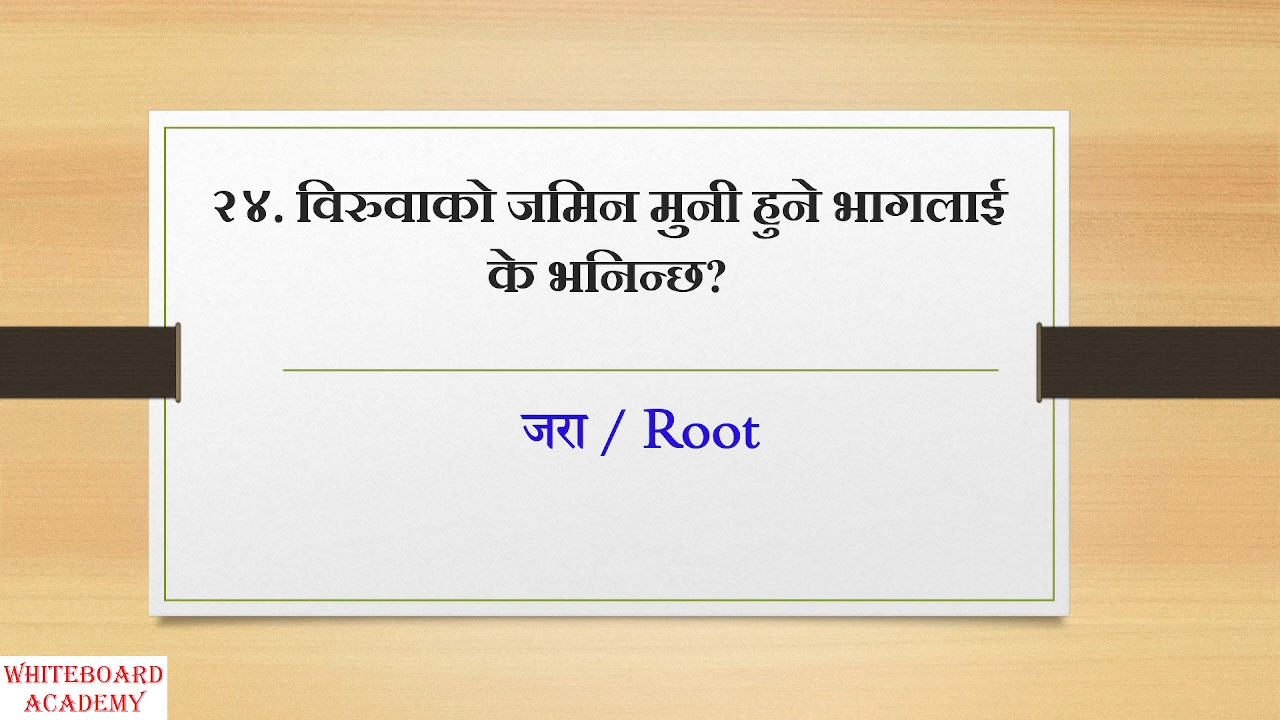 २४. विरुवाको जमिन मुनी हुने भागलाई
के भनिन्छ?
जरा / Root
WHITEBOARD
ACADEMY